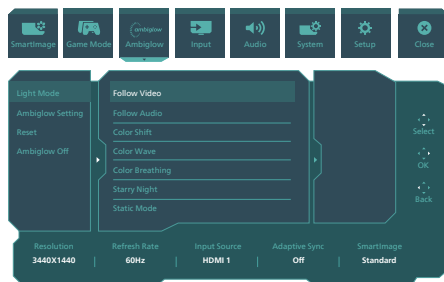 ambiglow
SmartImage Game Mode Ambiglow Input Audio System Setup Close
Light Mode
Ambiglow Setting
Reset
Ambiglow Off
Follow Video
Follow Audio
Color Shift
Color Wave
Color Breathing
Starry Night
Static Mode
Select
OK
Back
Resolution Refresh Rate Input Source Adaptive Sync SmartImage
3440X1440 | 60Hz | HDMI 1 | Off | Standard